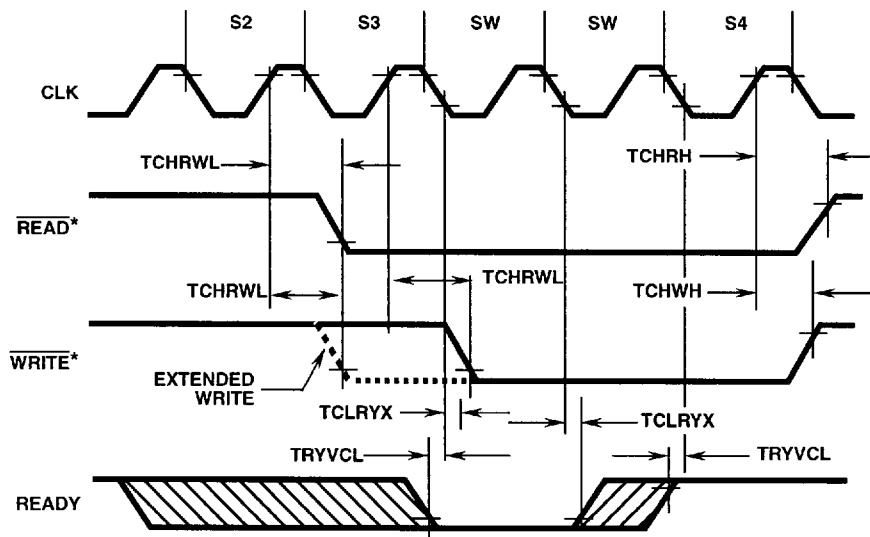 S2 S3 SW SW S4
CLK
TCHRWL TCHRH
READ*
TCHRWL TCHRWL TCHWH
WRITE*
EXTENDED
WRITE
TCLRYX TCLRYX
TRYVCL TRYVCL
READY